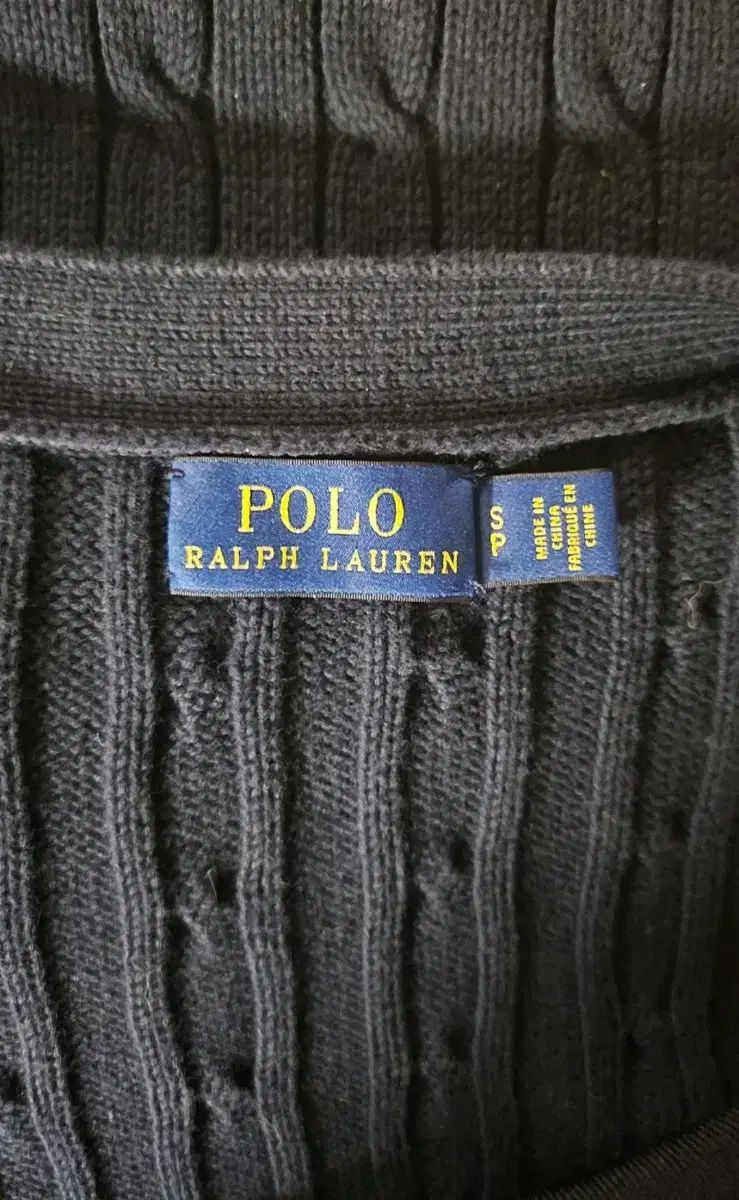 POLO
RALPH LAUREN
S
P
MADE IN
CHINA
FABRIQUÉ EN
CHINE